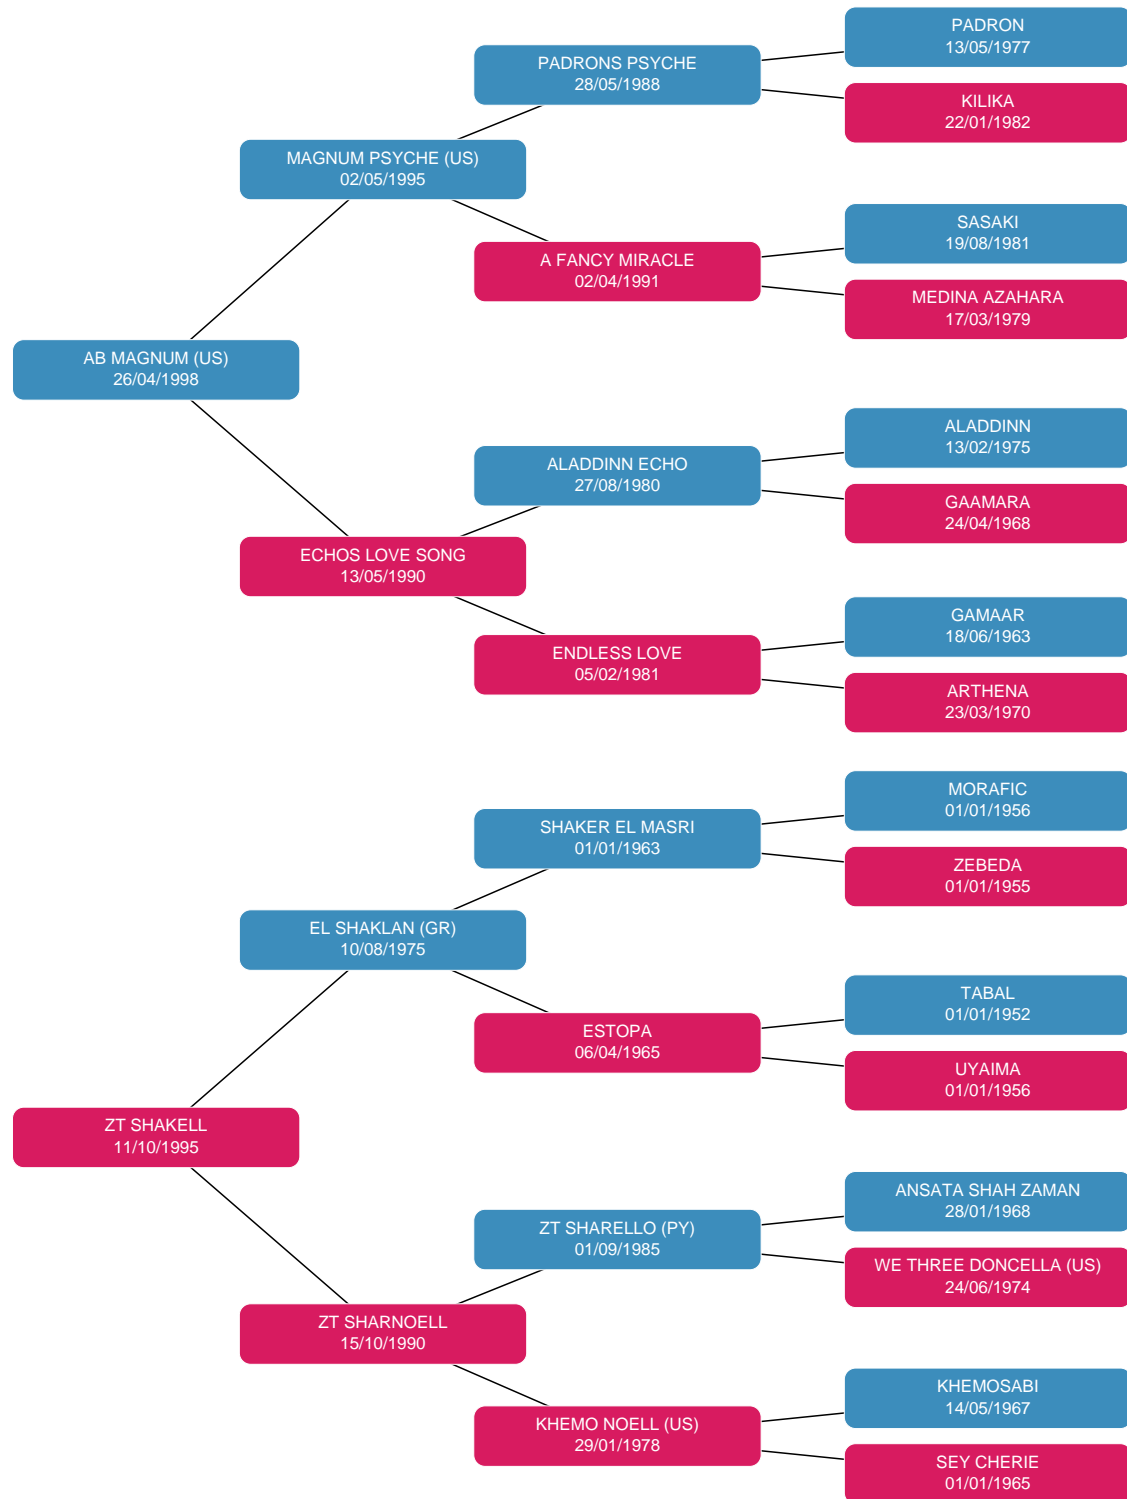 PADRON
13/05/1977
PADRONS PSYCHE
28/05/1988
KILIKA
22/01/1982
MAGNUM PSYCHE (US)
02/05/1995
SASAKI
19/08/1981
A FANCY MIRACLE
02/04/1991
MEDINA AZAHARA
17/03/1979
AB MAGNUM (US)
26/04/1998
ALADDINN
13/02/1975
ALADDINN ECHO
27/08/1980
GAAMARA
24/04/1968
ECHOS LOVE SONG
13/05/1990
GAMAAR
18/06/1963
ENDLESS LOVE
05/02/1981
ARTHENA
23/03/1970
MORAFIC
01/01/1956
SHAKER EL MASRI
01/01/1963
ZEBEDA
01/01/1955
EL SHAKLAN (GR)
10/08/1975
TABAL
01/01/1952
ESTOPA
06/04/1965
UYAIMA
01/01/1956
ZT SHAKELL
11/10/1995
ANSATA SHAH ZAMAN
28/01/1968
ZT SHARELLO (PY)
01/09/1985
WE THREE DONCELLA (US)
24/06/1974
ZT SHARNOELL
15/10/1990
KHEMOSABI
14/05/1967
KHEMO NOELL (US)
29/01/1978
SEY CHERIE
01/01/1965